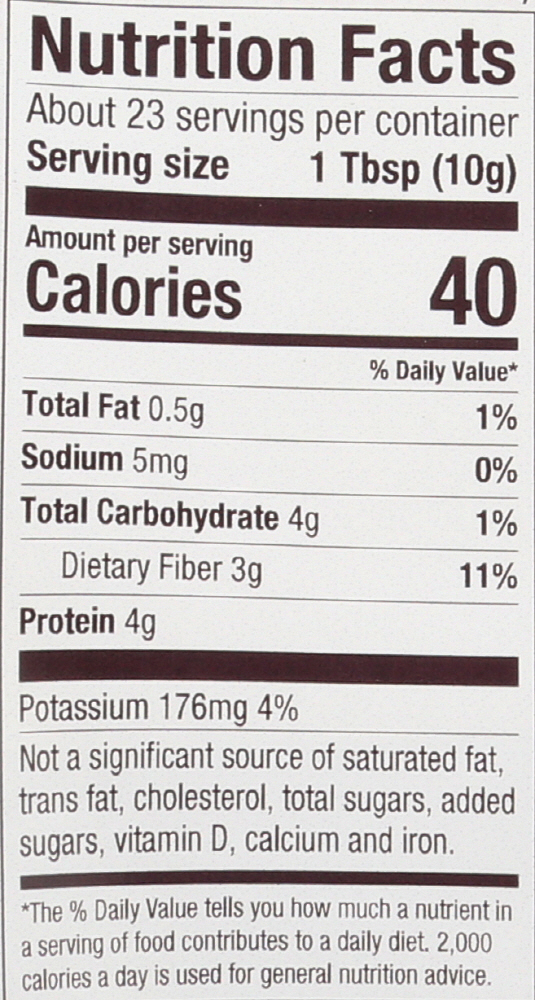 Nutrition Facts
About 23 servings per container
Serving size 1 Tbsp (10g)
Amount per serving
Calories 40
% Daily Value*
Total Fat 0.5g 1%
Sodium 5mg 0%
Total Carbohydrate 4g 1%
Dietary Fiber 3g 11%
Protein 4g
Potassium 176mg 4%
Not a significant source of saturated fat,
trans fat, cholesterol, total sugars, added
sugars, vitamin D, calcium and iron.
*The % Daily Value tells you how much a nutrient in
a serving of food contributes to a daily diet. 2,000
calories a day is used for general nutrition advice.